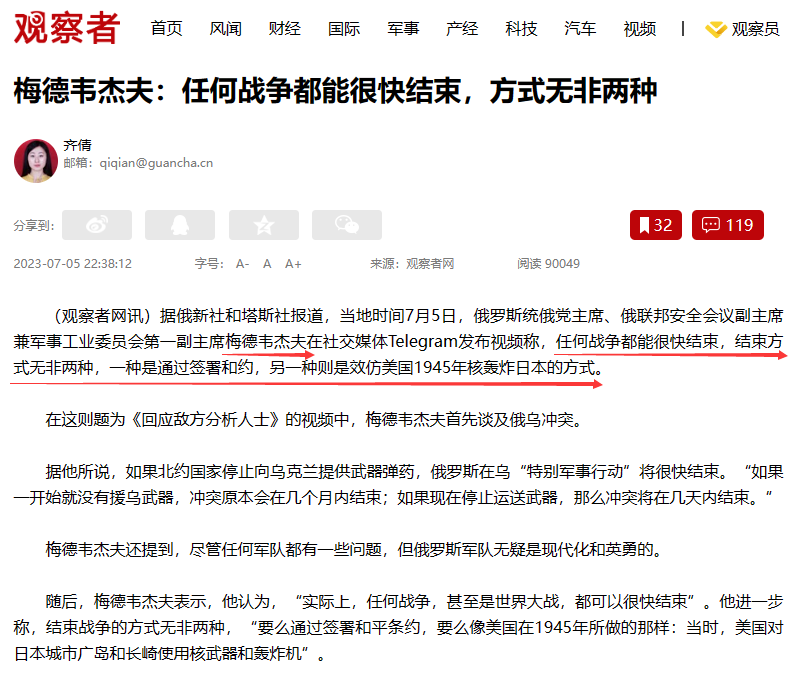 观察者 首页 风闻 财经 国际 军事 产经 科技 汽车 视频 | 观察员
梅德韦杰夫：任何战争都能很快结束，方式无非两种
齐倩
邮箱：qiqian@guancha.cn
分享到： 32 119
2023-07-05 22:38:12 字号： A- A A+ 来源：观察者网 阅读 90049
（观察者网讯）据俄新社和塔斯社报道，当地时间7月5日，俄罗斯统俄党主席、俄联邦安全会议副主席
兼军事工业委员会第一副主席梅德韦杰夫在社交媒体Telegram发布视频称，任何战争都能很快结束，结束方
式无非两种，一种是通过签署和约，另一种则是效仿美国1945年核轰炸日本的方式。
在这则题为《回应敌方分析人士》的视频中，梅德韦杰夫首先谈及俄乌冲突。
据他所说，如果北约国家停止向乌克兰提供武器弹药，俄罗斯在乌“特别军事行动”将很快结束。“如果
一开始就没有援乌武器，冲突原本会在几个月内结束；如果现在停止运送武器，那么冲突将在几天内结束。“
梅德韦杰夫还提到，尽管任何军队都有一些问题，但俄罗斯军队无疑是现代化和英勇的。
随后，梅德韦杰夫表示，他认为，“实际上，任何战争，甚至是世界大战，都可以很快结束”。他进一步
称，结束战争的方式无非两种，“要么通过签署和平条约，要么像美国在1945年所做的那样：当时，美国对
日本城市广岛和长崎使用核武器和轰炸机”。